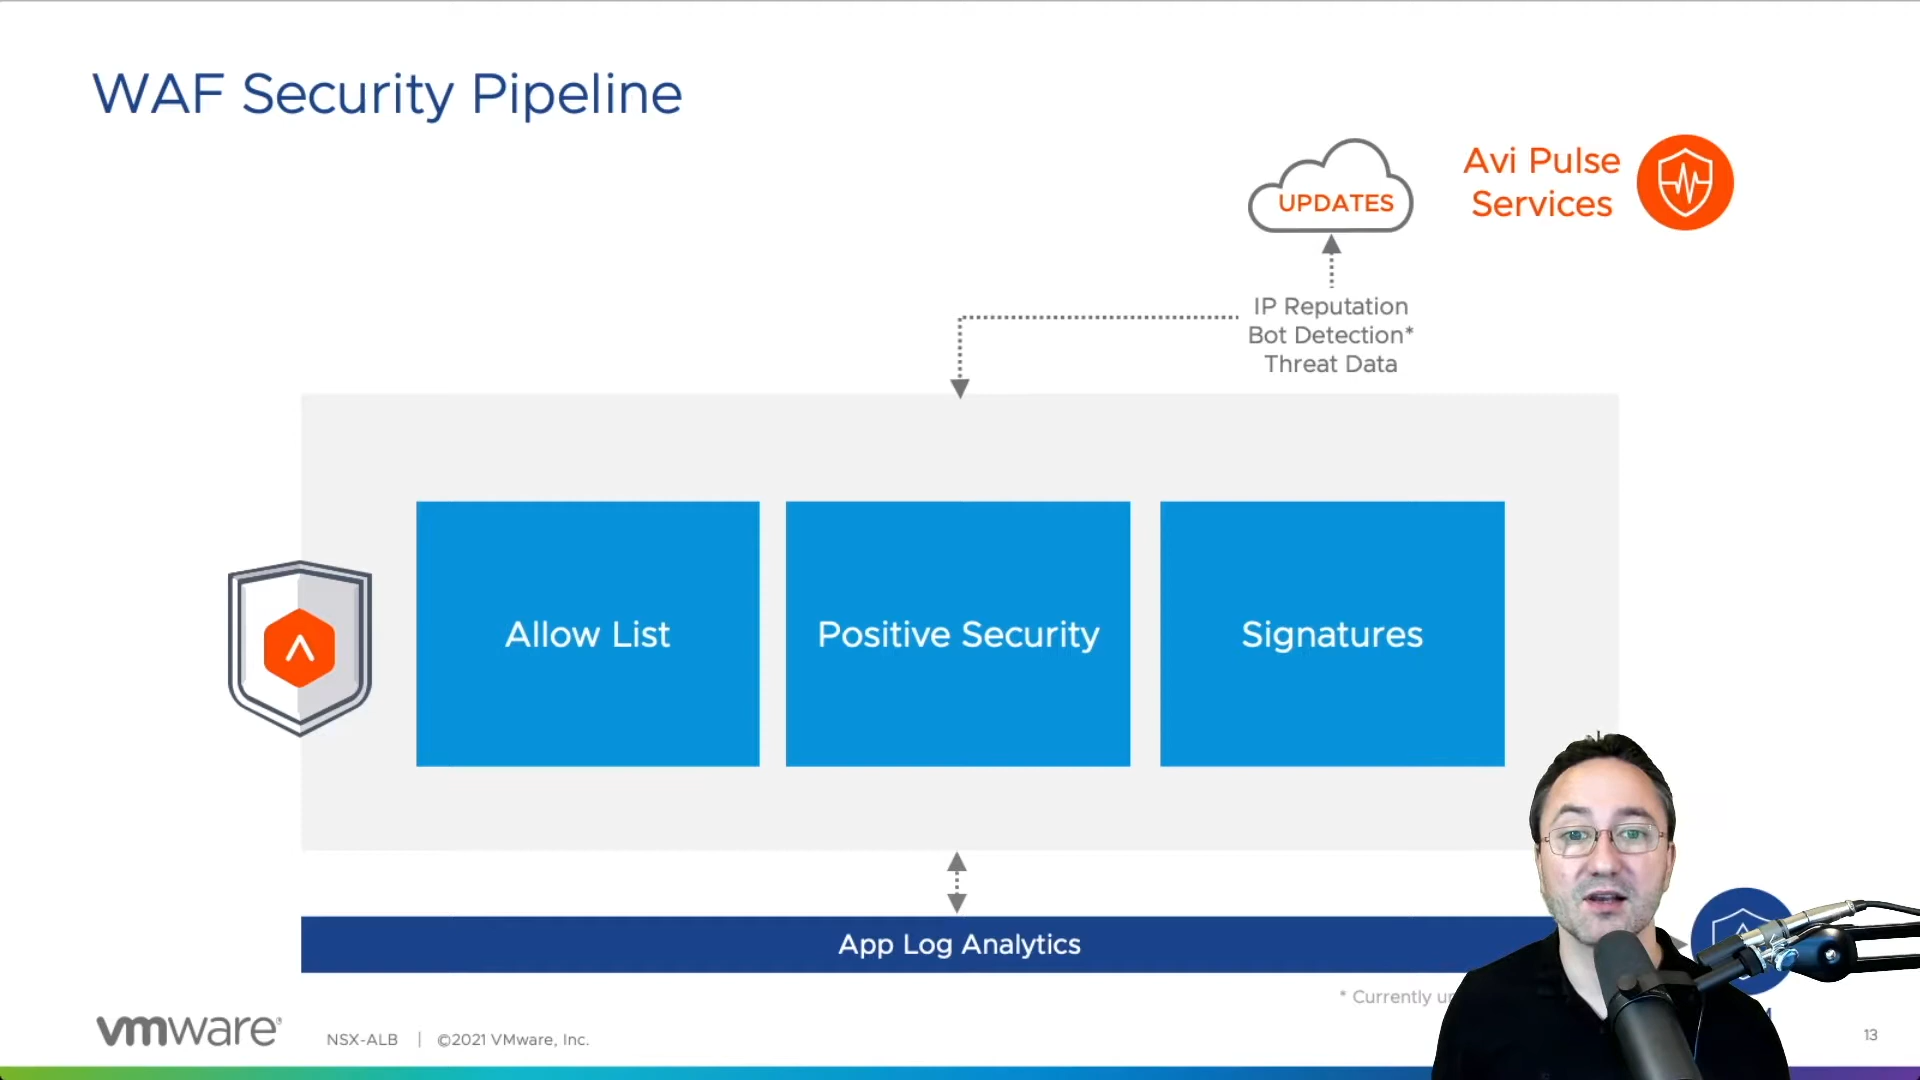 WAF Security Pipeline
UPDATES
Avi Pulse
Services
IP Reputation
Bot Detection*
Threat Data
Allow List
Positive Security
Signatures
App Log Analytics
* Currently
vmware®
NSX-ALB | ©2021 VMware, Inc.
13